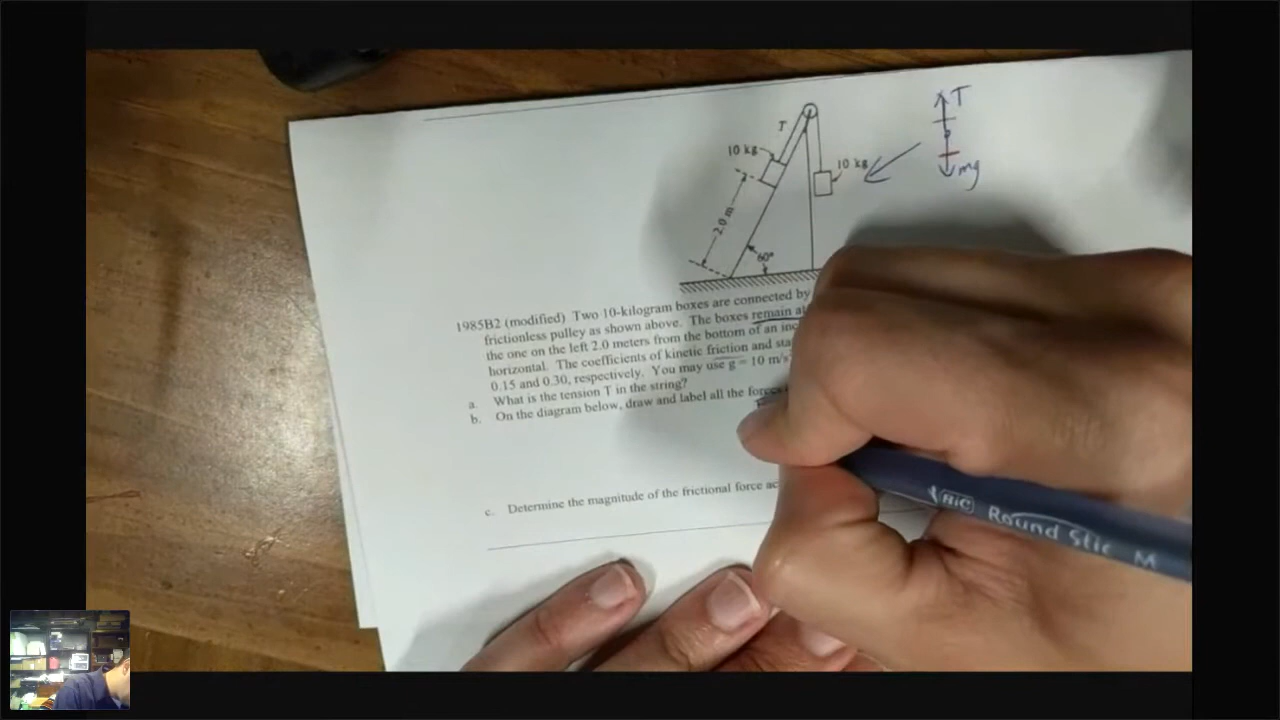 T
T
10 kg
10 kg
mg
2.0 m
60°
1985B2 (modified) Two 10-kilogram boxes are connected by
frictionless pulley as shown above. The boxes remain at
the one on the left 2.0 meters from the bottom of an
horizontal. The coefficients of kinetic friction and
0.15 and 0.30, respectively. You may use g = 10 m/s
a. What is the tension T in the string?
b. On the diagram below, draw and label all the forces
c. Determine the magnitude of the frictional force
BIC Round Stic M